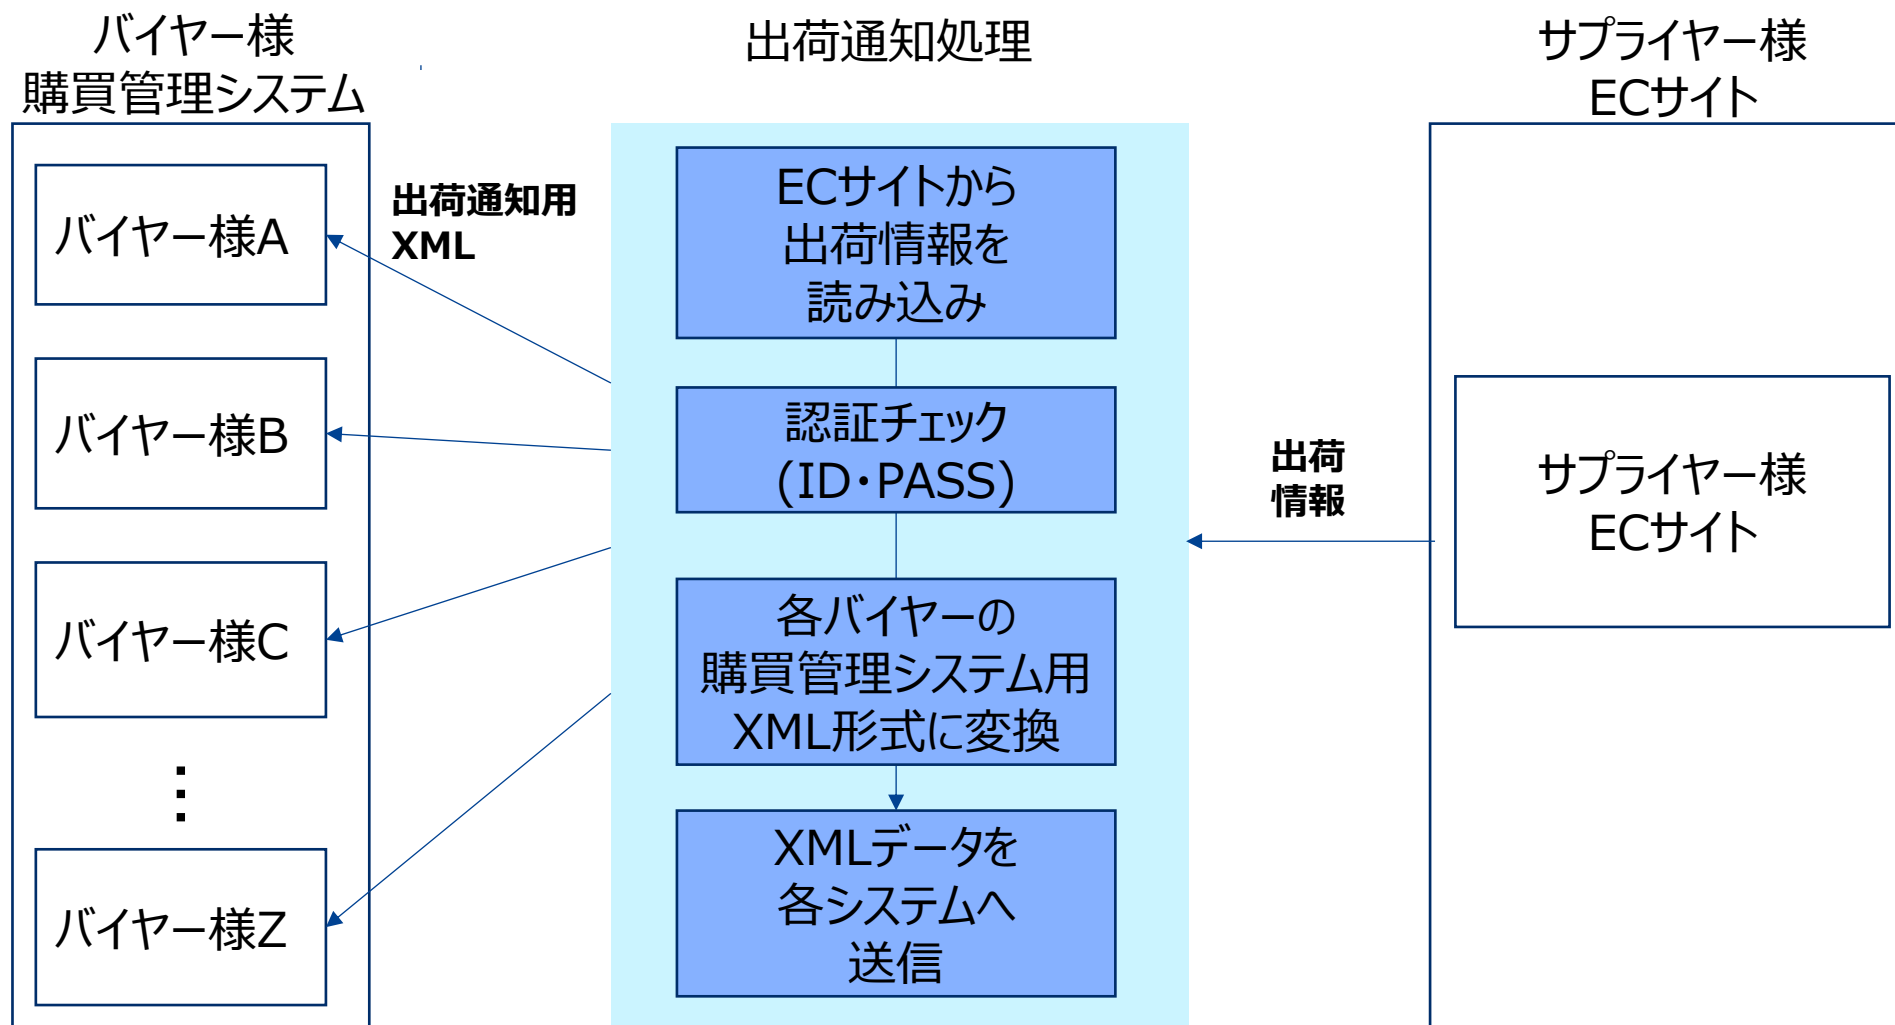 バイヤー様
購買管理システム
バイヤー様A
バイヤー様B
バイヤー様C
⋮
バイヤー様Z
出荷通知用
XML
出荷通知処理
ECサイトから
出荷情報を
読み込み
認証チェック
(ID・PASS)
各バイヤーの
購買管理システム用
XML形式に変換
XMLデータを
各システムへ
送信
出荷
情報
サプライヤー様
ECサイト
サプライヤー様
ECサイト